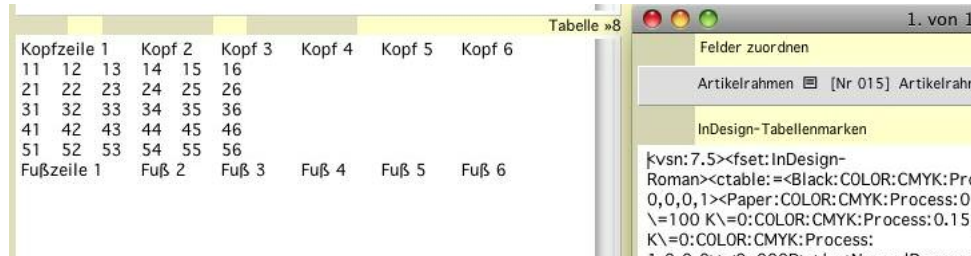 Tabelle »8
Kopfzeile 1 Kopf 2 Kopf 3 Kopf 4 Kopf 5 Kopf 6
11 12 13 14 15 16
21 22 23 24 25 26
31 32 33 34 35 36
41 42 43 44 45 46
51 52 53 54 55 56
Fußzeile 1 Fuß 2 Fuß 3 Fuß 4 Fuß 5 Fuß 6
1. von 1
Felder zuordnen
Artikelrahmen [Nr 015] Artikelrahr
InDesign-Tabellenmarken
<vsn:7.5><fset:InDesign-
Roman><ctable:=<Black:COLOR:CMYK:Pro
0,0,0,1><Paper:COLOR:CMYK:Process:0
\=100 K\=0:COLOR:CMYK:Process:0.15
K\=0:COLOR:CMYK:Process: